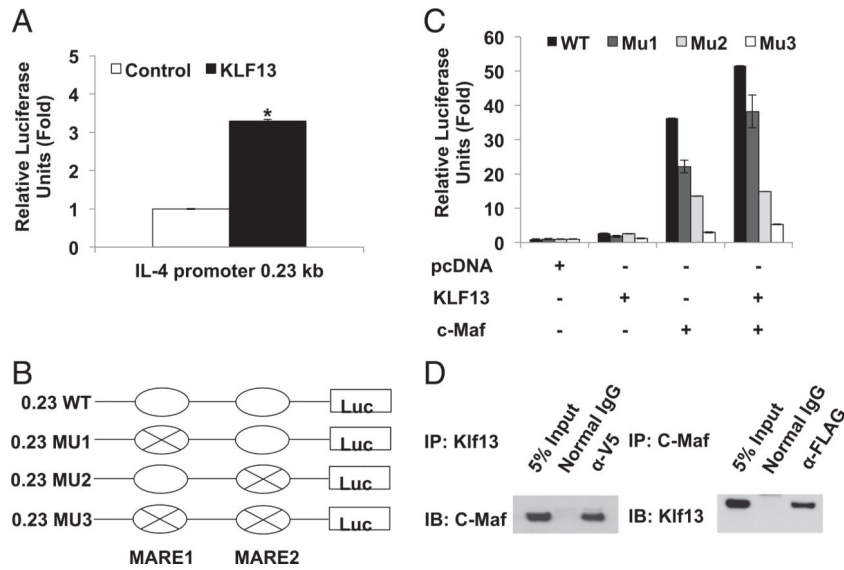 A
Relative Luciferase
Units (Fold)
5
4
3
2
1
0
Control
KLF13
*
IL-4 promoter 0.23 kb
B
0.23 WT
Luc
0.23 MU1
Luc
0.23 MU2
Luc
0.23 MU3
Luc
MARE1 MARE2
C
Relative Luciferase
Units (Fold)
60
50
40
30
20
10
0
WT Mu1 Mu2 Mu3
pcDNA + - - -
KLF13 - + - +
c-Maf - - + +
D
IP: Klf13
5% Input
Normal IgG
α-V5
IB: C-Maf
IP: C-Maf
5% Input
Normal IgG
α-FLAG
IB: Klf13